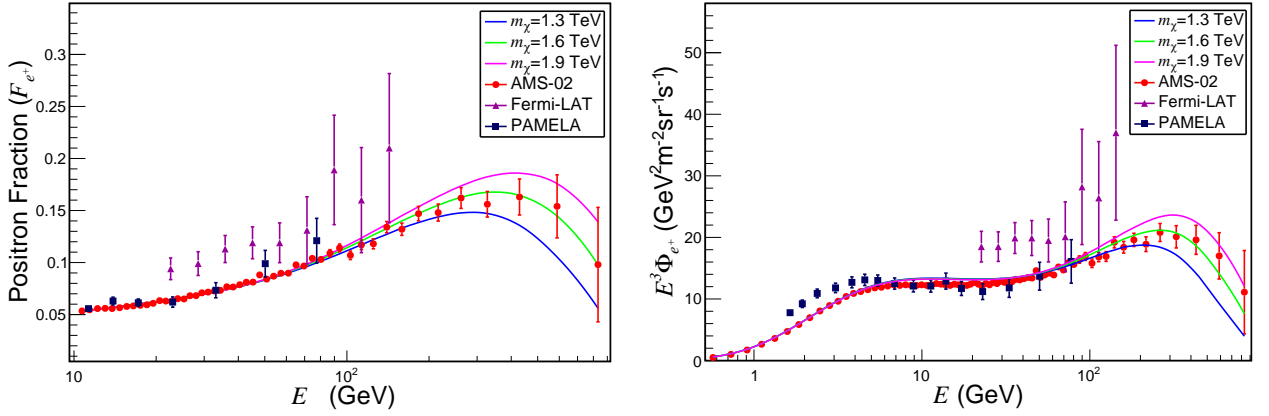 Positron Fraction (F_{e^+})
0.3
0.25
0.2
0.15
0.1
0.05
10
10²
E (GeV)
m_χ=1.3 TeV
m_χ=1.6 TeV
m_χ=1.9 TeV
AMS-02
Fermi-LAT
PAMELA
E³Φ_{e^+} (GeV²m⁻²sr⁻¹s⁻¹)
50
40
30
20
10
0
1
10
10²
E (GeV)
m_χ=1.3 TeV
m_χ=1.6 TeV
m_χ=1.9 TeV
AMS-02
Fermi-LAT
PAMELA